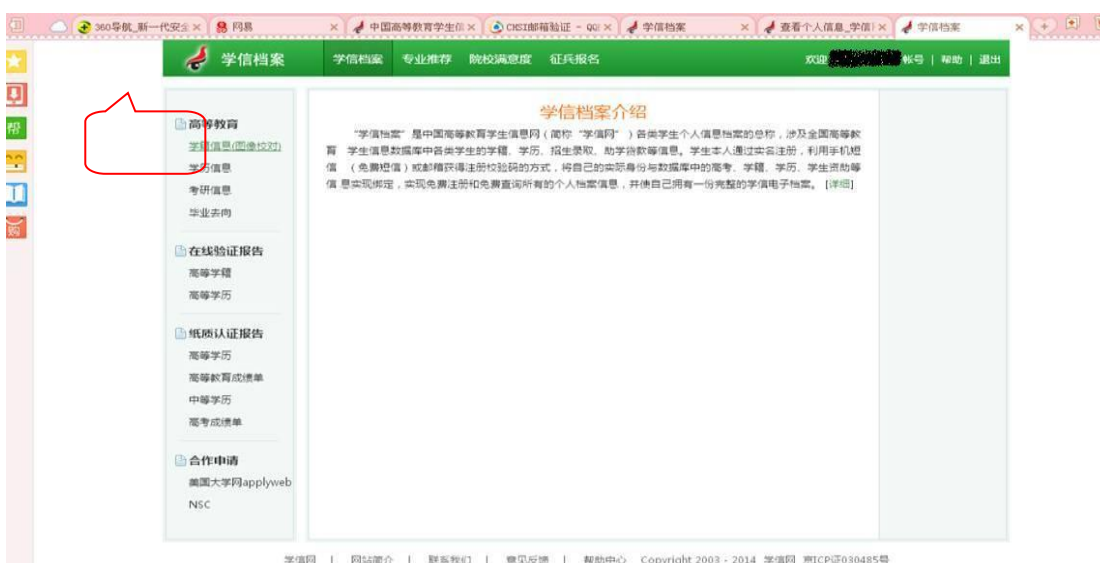 360导航_新一代安全
网易
中国高等教育学生信
CHSI邮箱验证 - QQ
学信档案
查看个人信息_学信
学信档案
学信档案
学信档案 专业推荐 院校满意度 征兵报名
欢迎 帐号 | 帮助 | 退出
帮
购
高等教育
学籍信息(图像校对)
学历信息
考研信息
毕业去向
在线验证报告
高等学籍
高等学历
纸质认证报告
高等学历
高等教育成绩单
中等学历
高考成绩单
合作申请
美国大学网applyweb
NSC
学信档案介绍
“学信档案”是中国高等教育学生信息网(简称“学信网”)各类学生个人信息档案的总称,涉及全国高等教
育 学生信息数据库中各类学生的学籍、学历、招生录取、助学贷款等信息。学生本人通过实名注册,利用手机短
信 (免费短信)或邮箱获得注册校验码的方式,将自己的实际身份与数据库中的高考、学籍、学历、学生资助等
信 息实现绑定,实现免费注册和免费查询所有的个人档案信息,并使自己拥有一份完整的学信电子档案。 [详细]
学信网 | 网站简介 | 联系我们 | 意见反馈 | 帮助中心 Copyright 2003 - 2014 学信网 京ICP证030485号